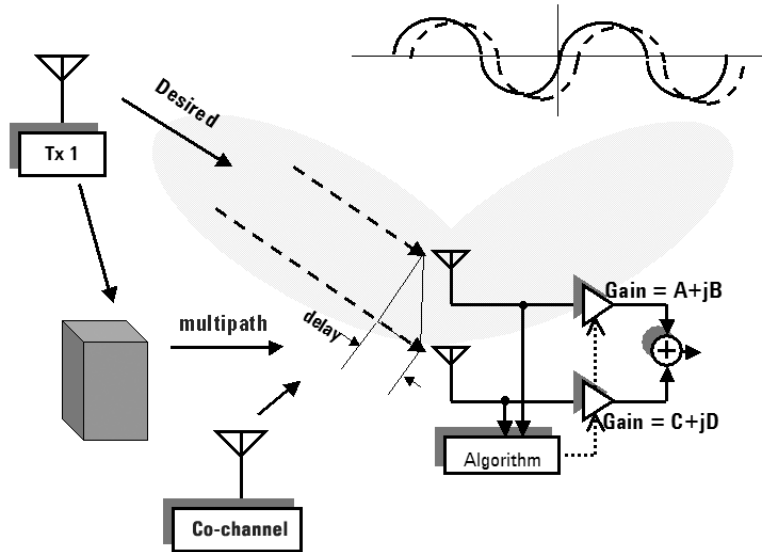 Desired
Tx 1
Gain = A+jB
delay
multipath
Gain = C+jD
Algorithm
Co-channel